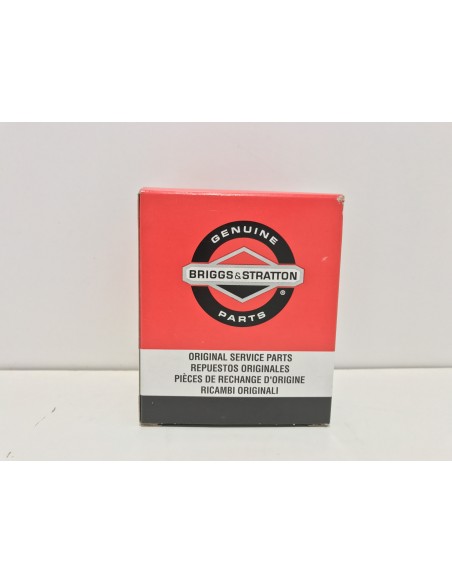 GENUINE
BRIGGS & STRATTON
®
PARTS
ORIGINAL SERVICE PARTS
REPUESTOS ORIGINALES
PIÈCES DE RECHANGE D'ORIGINE
RICAMBI ORIGINALI